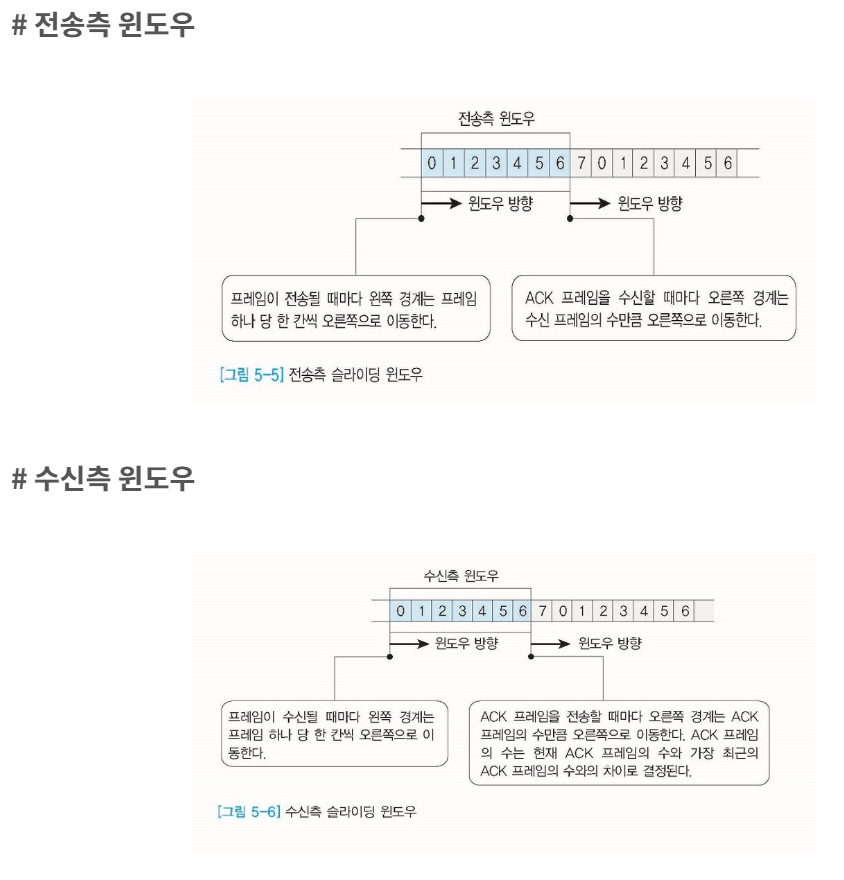 # 전송측 윈도우
전송측 윈도우
0 1 2 3 4 5 6 7 0 1 2 3 4 5 6
윈도우 방향 윈도우 방향
프레임이 전송될 때마다 왼쪽 경계는 프레임
하나 당 한 칸씩 오른쪽으로 이동한다.
ACK 프레임을 수신할 때마다 오른쪽 경계는
수신 프레임의 수만큼 오른쪽으로 이동한다.
[그림 5-5] 전송측 슬라이딩 윈도우
# 수신측 윈도우
수신측 윈도우
0 1 2 3 4 5 6 7 0 1 2 3 4 5 6
윈도우 방향 윈도우 방향
프레임이 수신될 때마다 왼쪽 경계는
프레임 하나 당 한 칸씩 오른쪽으로 이
동한다.
ACK 프레임을 전송할 때마다 오른쪽 경계는 ACK
프레임의 수만큼 오른쪽으로 이동한다. ACK 프레임
의 수는 현재 ACK 프레임의 수와 가장 최근의
ACK 프레임의 수와의 차이로 결정된다.
[그림 5-6] 수신측 슬라이딩 윈도우